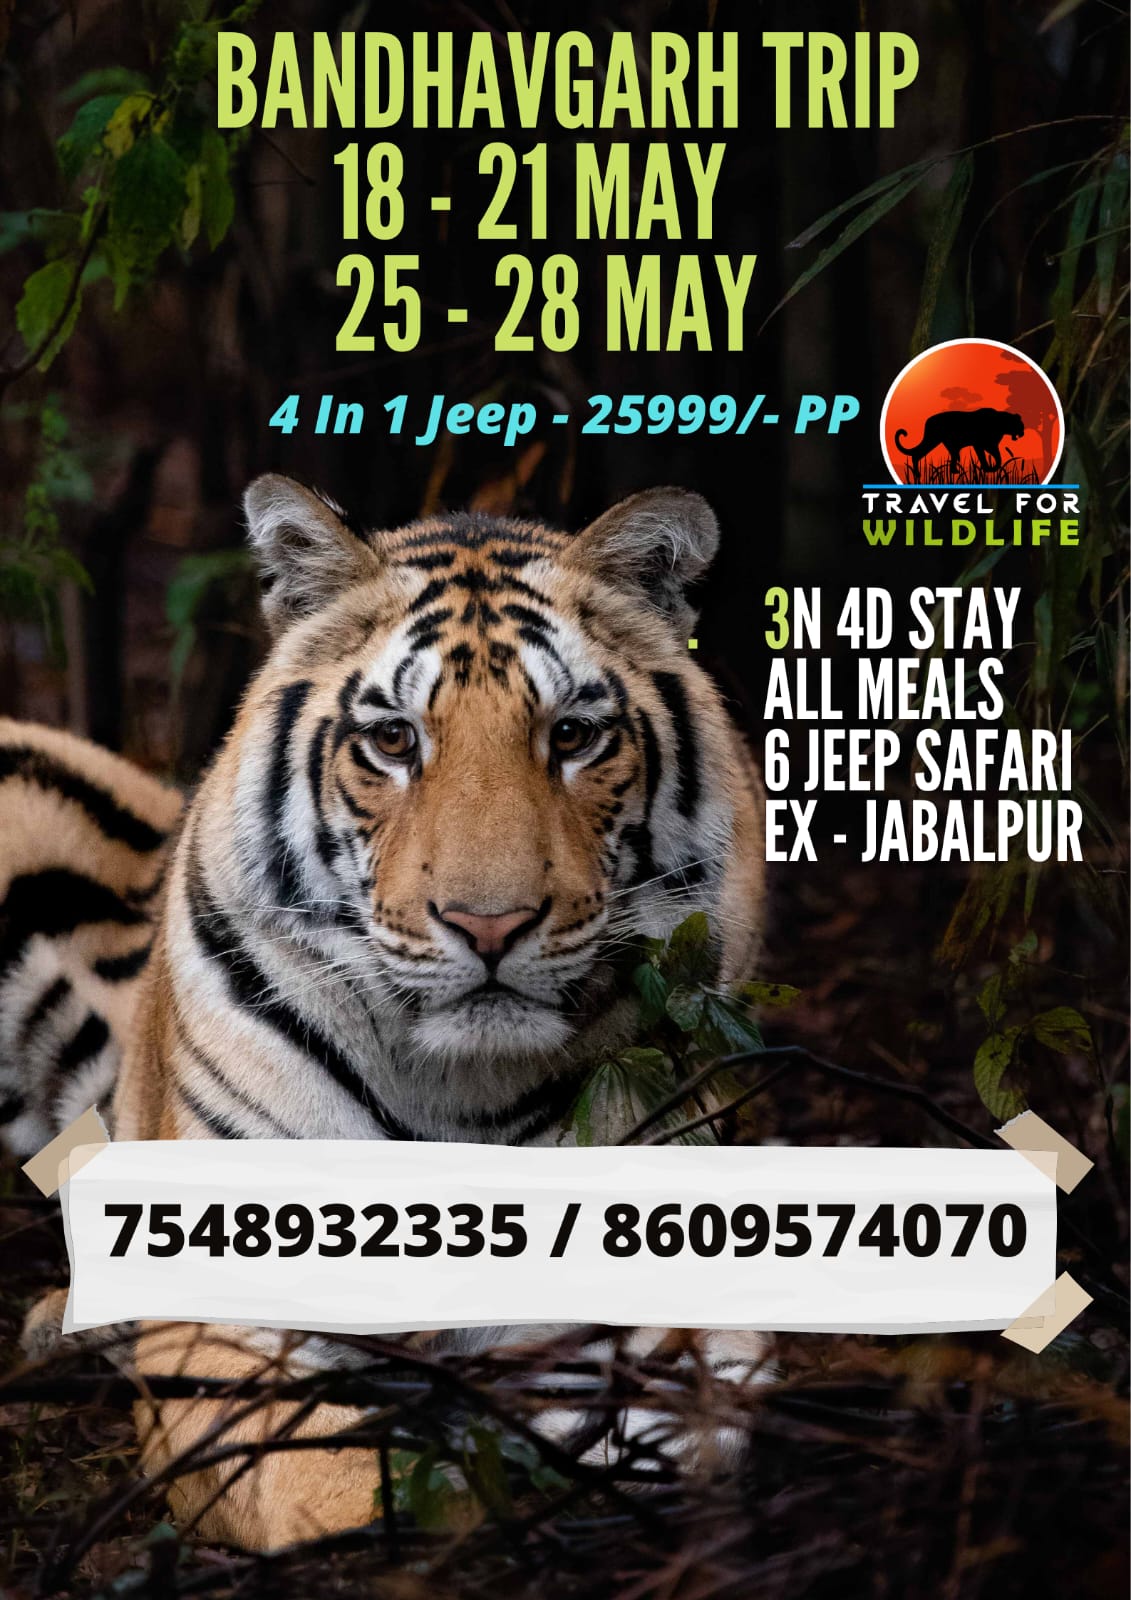 BANDHAVGARH TRIP
18 - 21 MAY
25 - 28 MAY
4 In 1 Jeep - 25999/- PP
TRAVEL FOR
WILDLIFE
. 3N 4D STAY
ALL MEALS
6 JEEP SAFARI
EX - JABALPUR
7548932335 / 8609574070